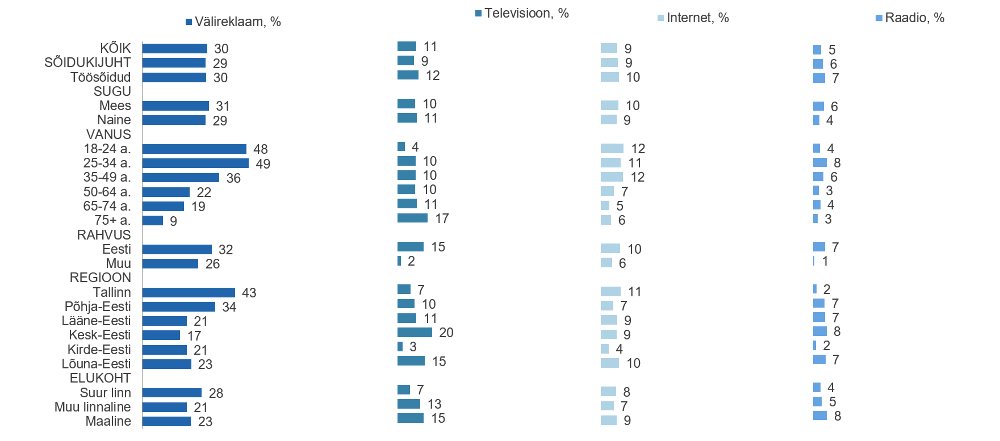 Välireklaam, % Televisioon, % Internet, % Raadio, %
KÕIK 30 11 9 5
SÕIDUKIJUHT 29 9 9 6
Töösõidud 30 12 10 7
SUGU
Mees 31 10 10 6
Naine 29 11 9 4
VANUS
18-24 a. 48 4 12 4
25-34 a. 49 10 11 8
35-49 a. 36 10 12 6
50-64 a. 22 10 7 3
65-74 a. 19 11 5 4
75+ a. 9 17 6 3
RAHVUS
Eesti 32 15 10 7
Muu 26 2 6 1
REGIOON
Tallinn 43 7 11 2
Põhja-Eesti 34 10 7 7
Lääne-Eesti 21 11 9 7
Kesk-Eesti 17 20 9 8
Kirde-Eesti 21 3 4 2
Lõuna-Eesti 23 15 10 7
ELUKOHT
Suur linn 28 7 8 4
Muu linnaline 21 13 7 5
Maaline 23 15 9 8